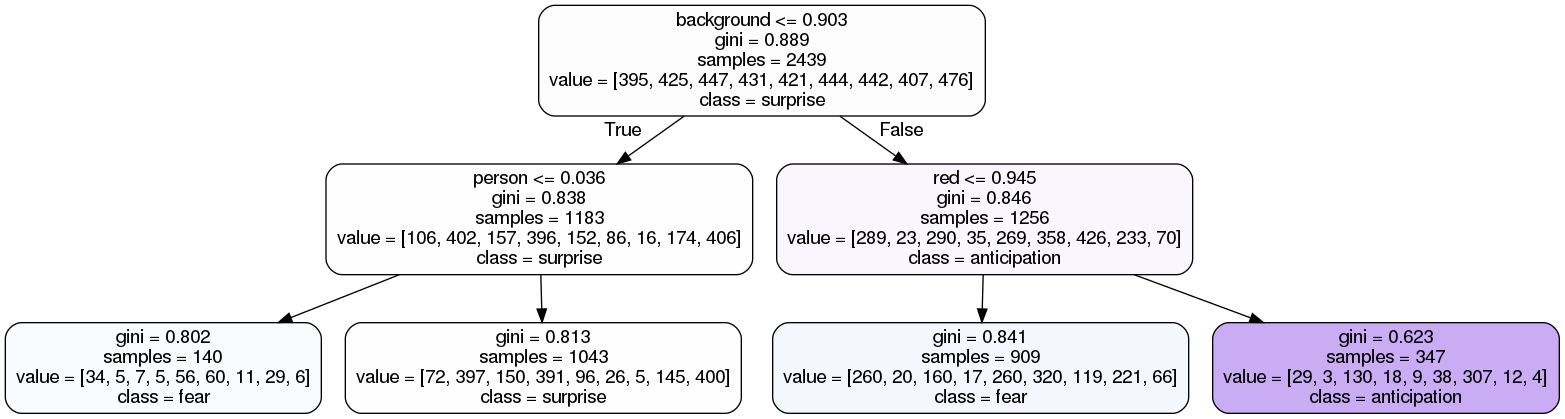 background <= 0.903
gini = 0.889
samples = 2439
value = [395, 425, 447, 431, 421, 444, 442, 407, 476]
class = surprise
True
False
person <= 0.036
gini = 0.838
samples = 1183
value = [106, 402, 157, 396, 152, 86, 16, 174, 406]
class = surprise
red <= 0.945
gini = 0.846
samples = 1256
value = [289, 23, 290, 35, 269, 358, 426, 233, 70]
class = anticipation
gini = 0.802
samples = 140
value = [34, 5, 7, 5, 56, 60, 11, 29, 6]
class = fear
gini = 0.813
samples = 1043
value = [72, 397, 150, 391, 96, 26, 5, 145, 400]
class = surprise
gini = 0.841
samples = 909
value = [260, 20, 160, 17, 260, 320, 119, 221, 66]
class = fear
gini = 0.623
samples = 347
value = [29, 3, 130, 18, 9, 38, 307, 12, 4]
class = anticipation